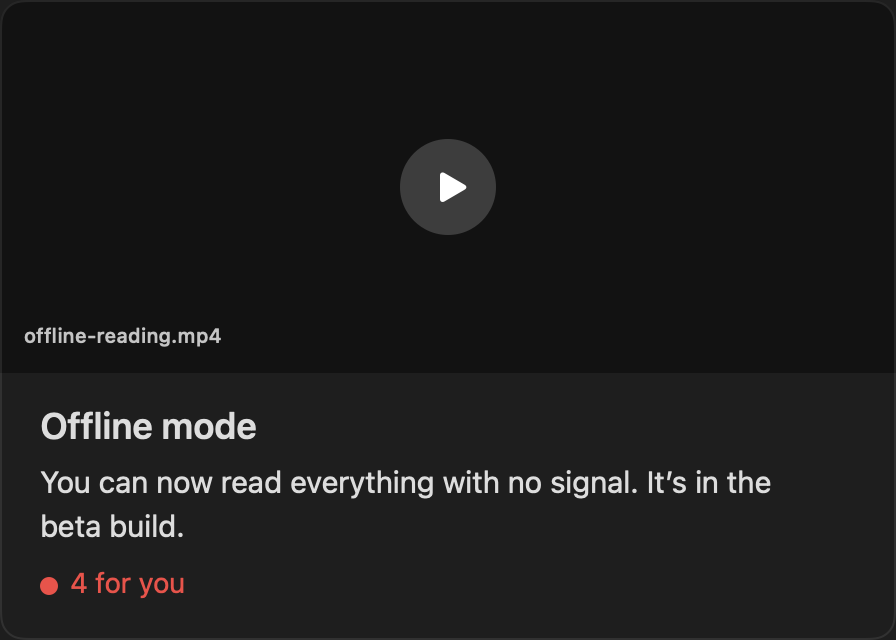 offline-reading.mp4
Offline mode
You can now read everything with no signal. It’s in the
beta build.
4 for you